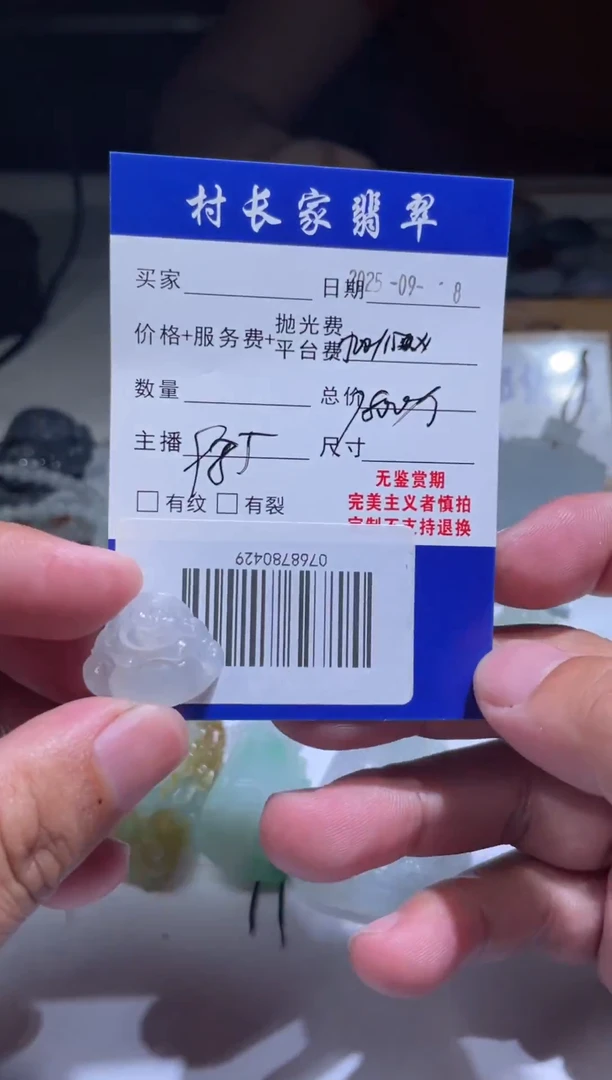 村长家翡翠
买家 日期 2025-09- 8
价格+服务费+抛光费
平台费
数量 总价
主播 尺寸
无鉴赏期
完美主义者慎拍
定制不支持退换
□有纹 □有裂
0768780429